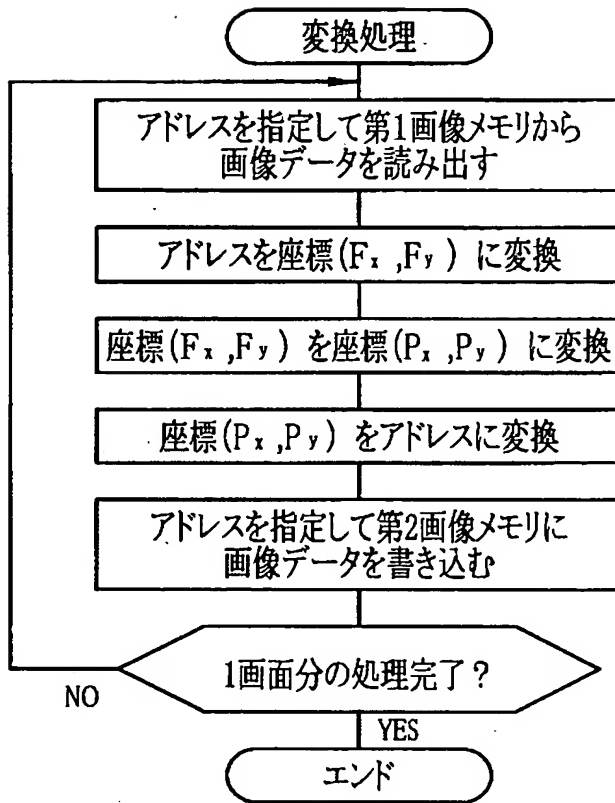 変換処理
アドレスを指定して第1画像メモリから
画像データを読み出す
アドレスを座標(Fx,Fy)に変換
座標(Fx,Fy)を座標(Px,Py)に変換
座標(Px,Py)をアドレスに変換
アドレスを指定して第2画像メモリに
画像データを書き込む
1画面分の処理完了?
NO
YES
エンド